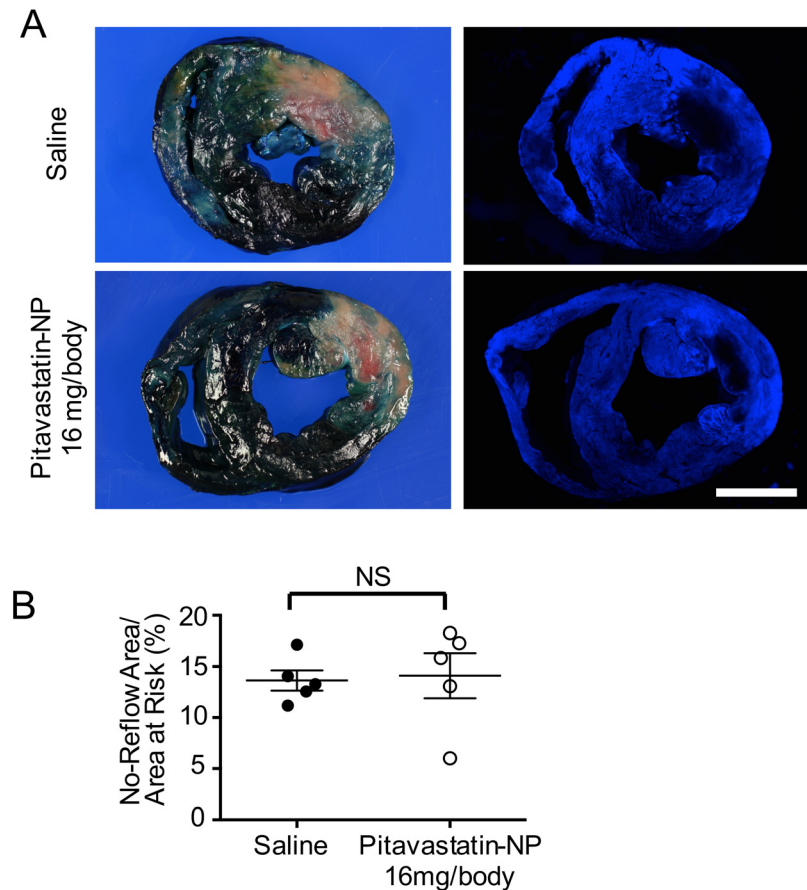 A
Saline
Pitavastatin-NP
16 mg/body
B
NS
No-Reflow Area/
Area at Risk (%)
20
15
10
5
0
Saline
Pitavastatin-NP
16mg/body